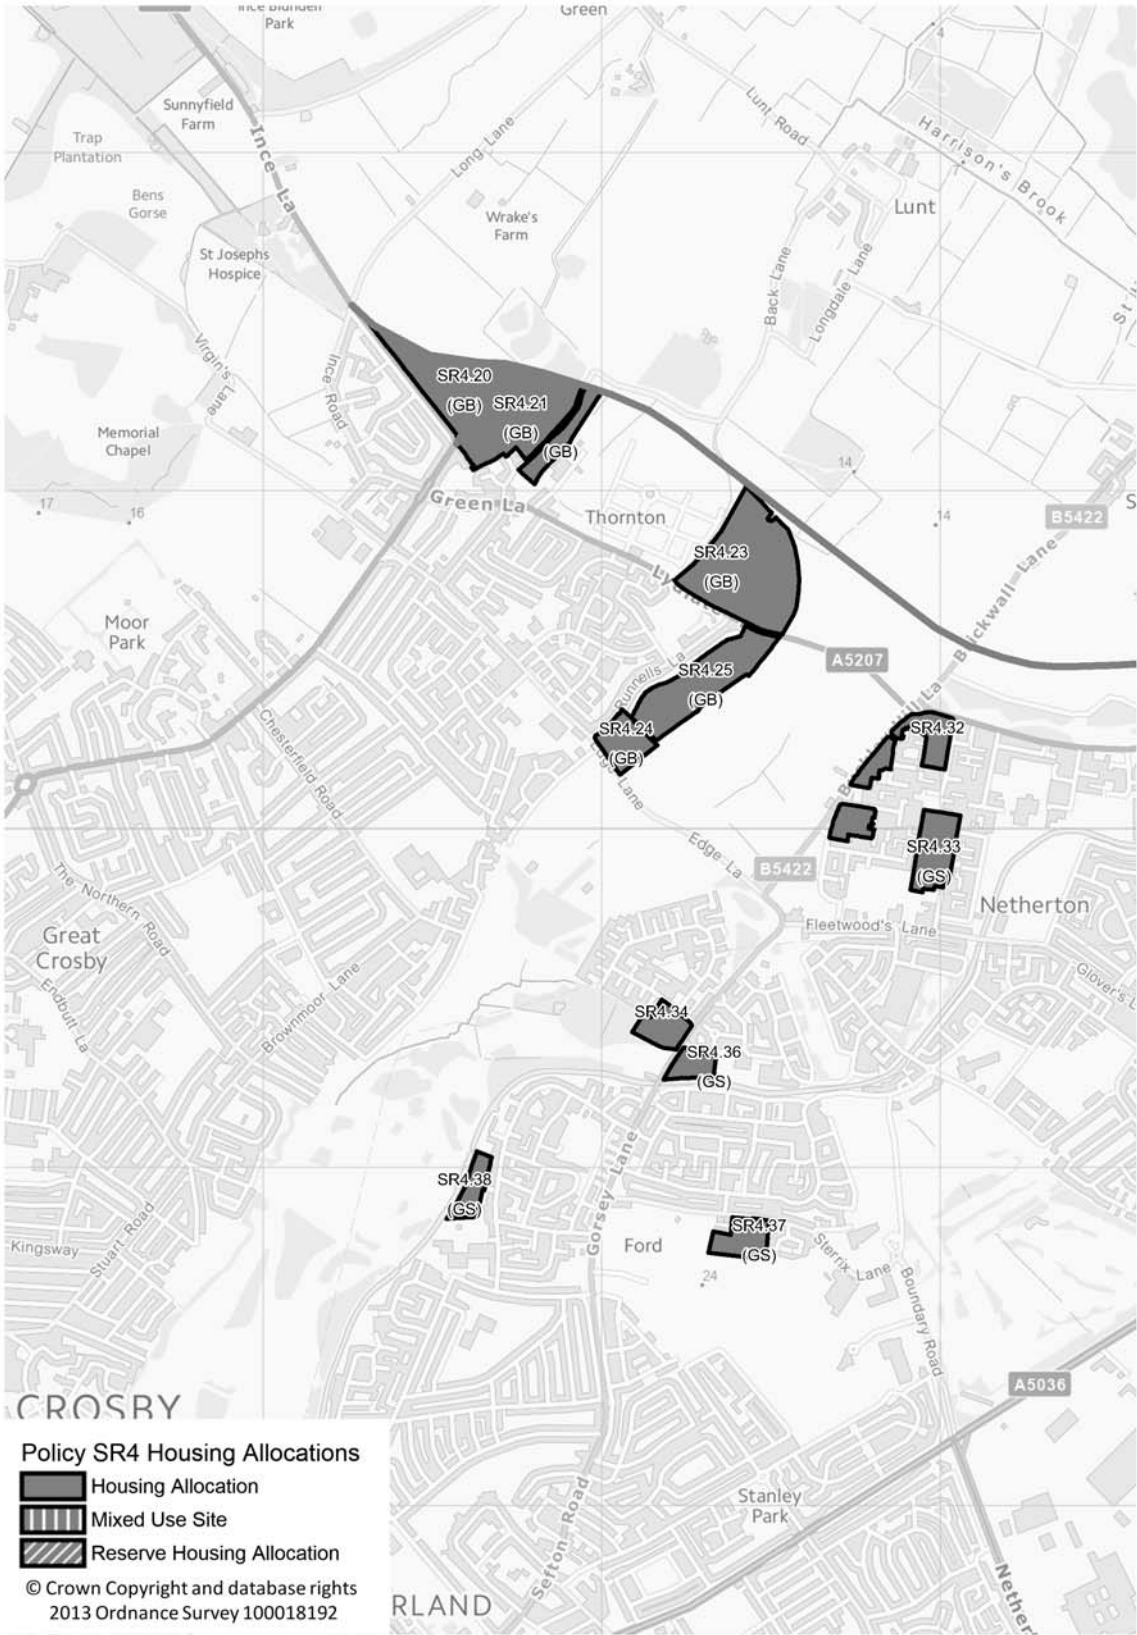 Ince Blundell
Park
Green
4
Sunnyfield
Farm
Trap
Plantation
Ince La
Long Lane
Lunt Road
Harrison's Brook
7
Bens
Gorse
Wrake's
Farm
Lunt
St Josephs
Hospice
Back Lane
Longdale Lane
St
Virgin's Lane
Ince Road
SR4.20
(GB)
SR4.21
(GB)
(GB)
Memorial
Chapel
14
17
16
Green La
Thornton
14
B5422
S
SR4.23
(GB)
Brickwall Lane
Moor
Park
Runnells La
SR4.25
(GB)
A5207
SR4.24
(GB)
SR4.32
Chesterfield Road
Edge La
B5422
SR4.33
(GS)
The Northern Road
Great
Crosby
Netherton
Fleetwood's Lane
Glover's L
Endbutt La
Brownmoor Lane
SR4.34
SR4.36
(GS)
SR4.38
(GS)
Gorsey Lane
SR4.37
(GS)
Kingsway
Stuart Road
Ford
24
Sterrix Lane
Boundary Road
A5036
CROSBY
Policy SR4 Housing Allocations
Housing Allocation
Mixed Use Site
Reserve Housing Allocation
© Crown Copyright and database rights
2013 Ordnance Survey 100018192
Stanley
Park
Sefton Road
RLAND
Nether